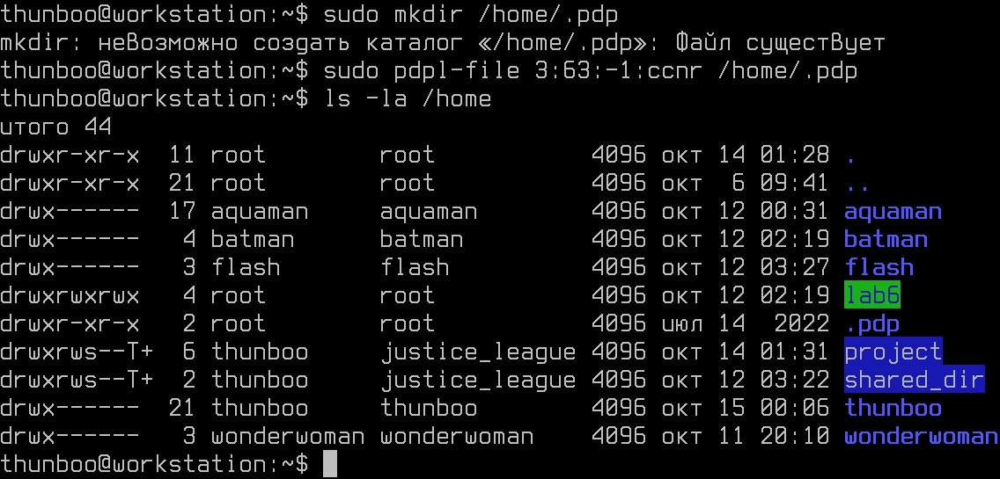 thunboo@workstation:~$ sudo mkdir /home/.pdp
mkdir: невозможно создать каталог «/home/.pdp»: Файл существует
thunboo@workstation:~$ sudo pdpl-file 3:63:-1:ccnr /home/.pdp
thunboo@workstation:~$ ls -la /home
итого 44
drwxr-xr-x  11 root        root           4096 окт 14 01:28 .
drwxr-xr-x  21 root        root           4096 окт  6 09:41 ..
drwx------  17 aquaman     aquaman        4096 окт 12 00:31 aquaman
drwx------   4 batman      batman         4096 окт 12 02:19 batman
drwx------   3 flash       flash          4096 окт 12 03:27 flash
drwxrwxrwx   4 root        root           4096 окт 12 02:19 lab6
drwxr-xr-x   2 root        root           4096 июл 14  2022 .pdp
drwxrws--T+  6 thunboo     justice_league 4096 окт 14 01:31 project
drwxrws--T+  2 thunboo     justice_league 4096 окт 12 03:22 shared_dir
drwx------  21 thunboo     thunboo        4096 окт 15 00:06 thunboo
drwx------   3 wonderwoman wonderwoman    4096 окт 11 20:10 wonderwoman
thunboo@workstation:~$